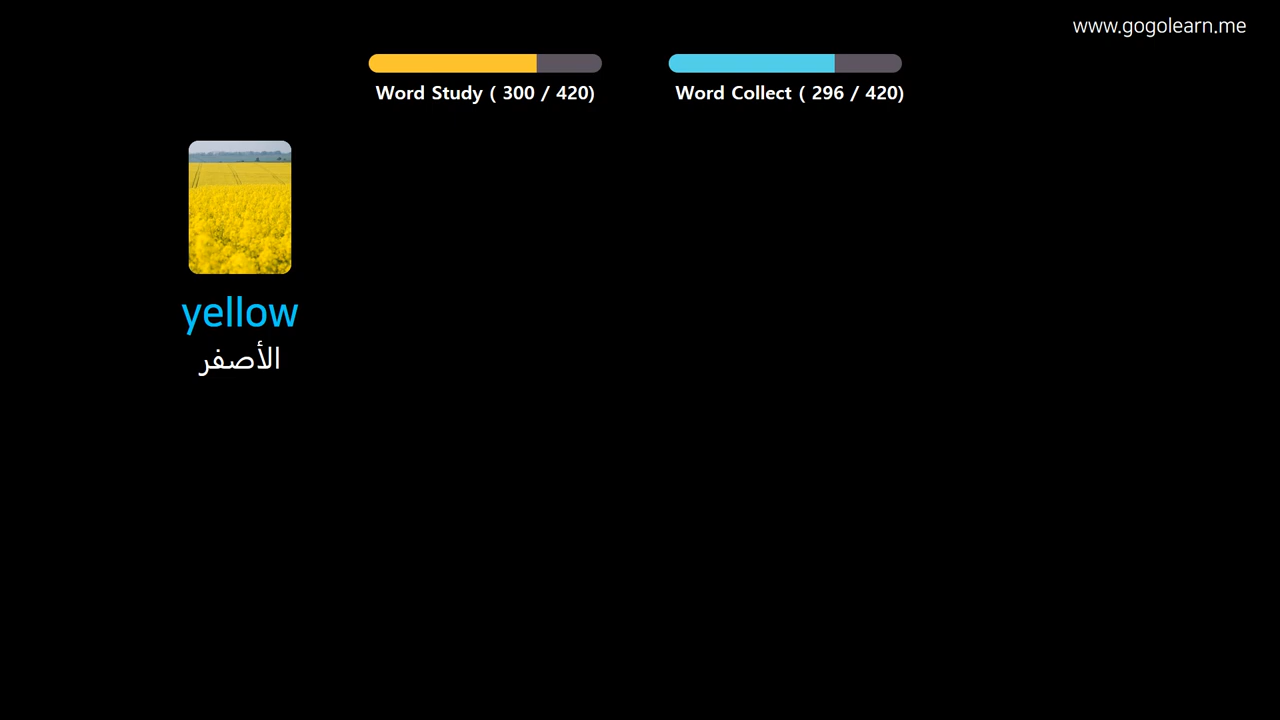 www.gogolearn.me
Word Study ( 300 / 420)
Word Collect ( 296 / 420)
yellow
الأصفر